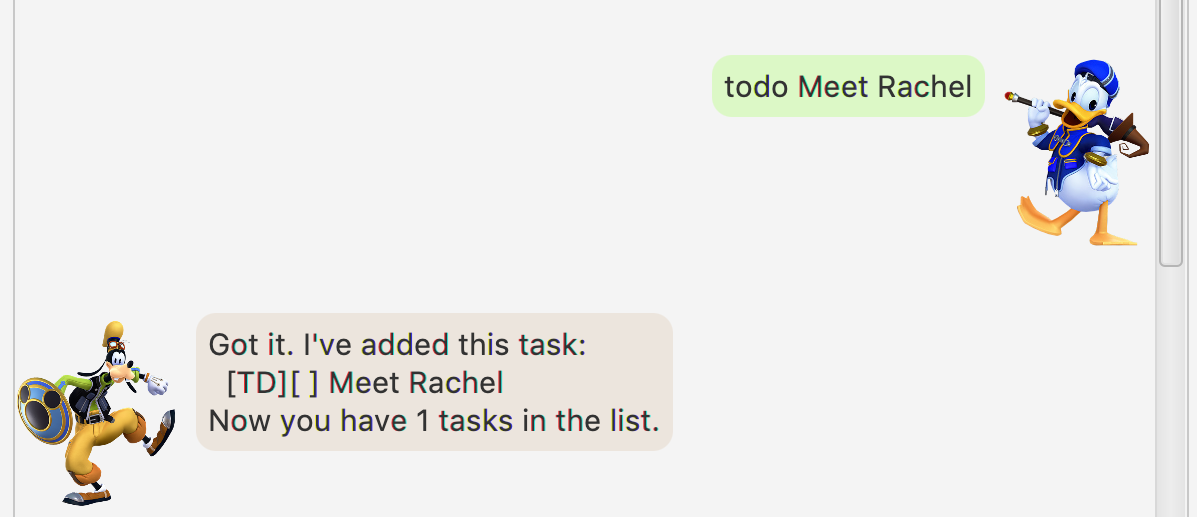 todo Meet Rachel
Got it. I've added this task:
[TD][ ] Meet Rachel
Now you have 1 tasks in the list.